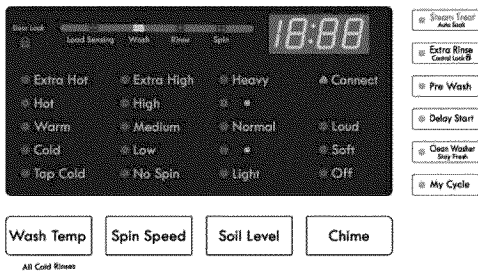 Door Lock
Load Sensing Wash Rinse Spin
18:88
Extra Hot Extra High Heavy Connect
Hot High
Warm Medium Normal Loud
Cold Low Soft
Tap Cold No Spin Light Off
Steam Treat
Auto Soak
Extra Rinse
Control Lock
Pre Wash
Delay Start
Clean Washer
Stay Fresh
My Cycle
Wash Temp Spin Speed Soil Level Chime
All Cold Rinses